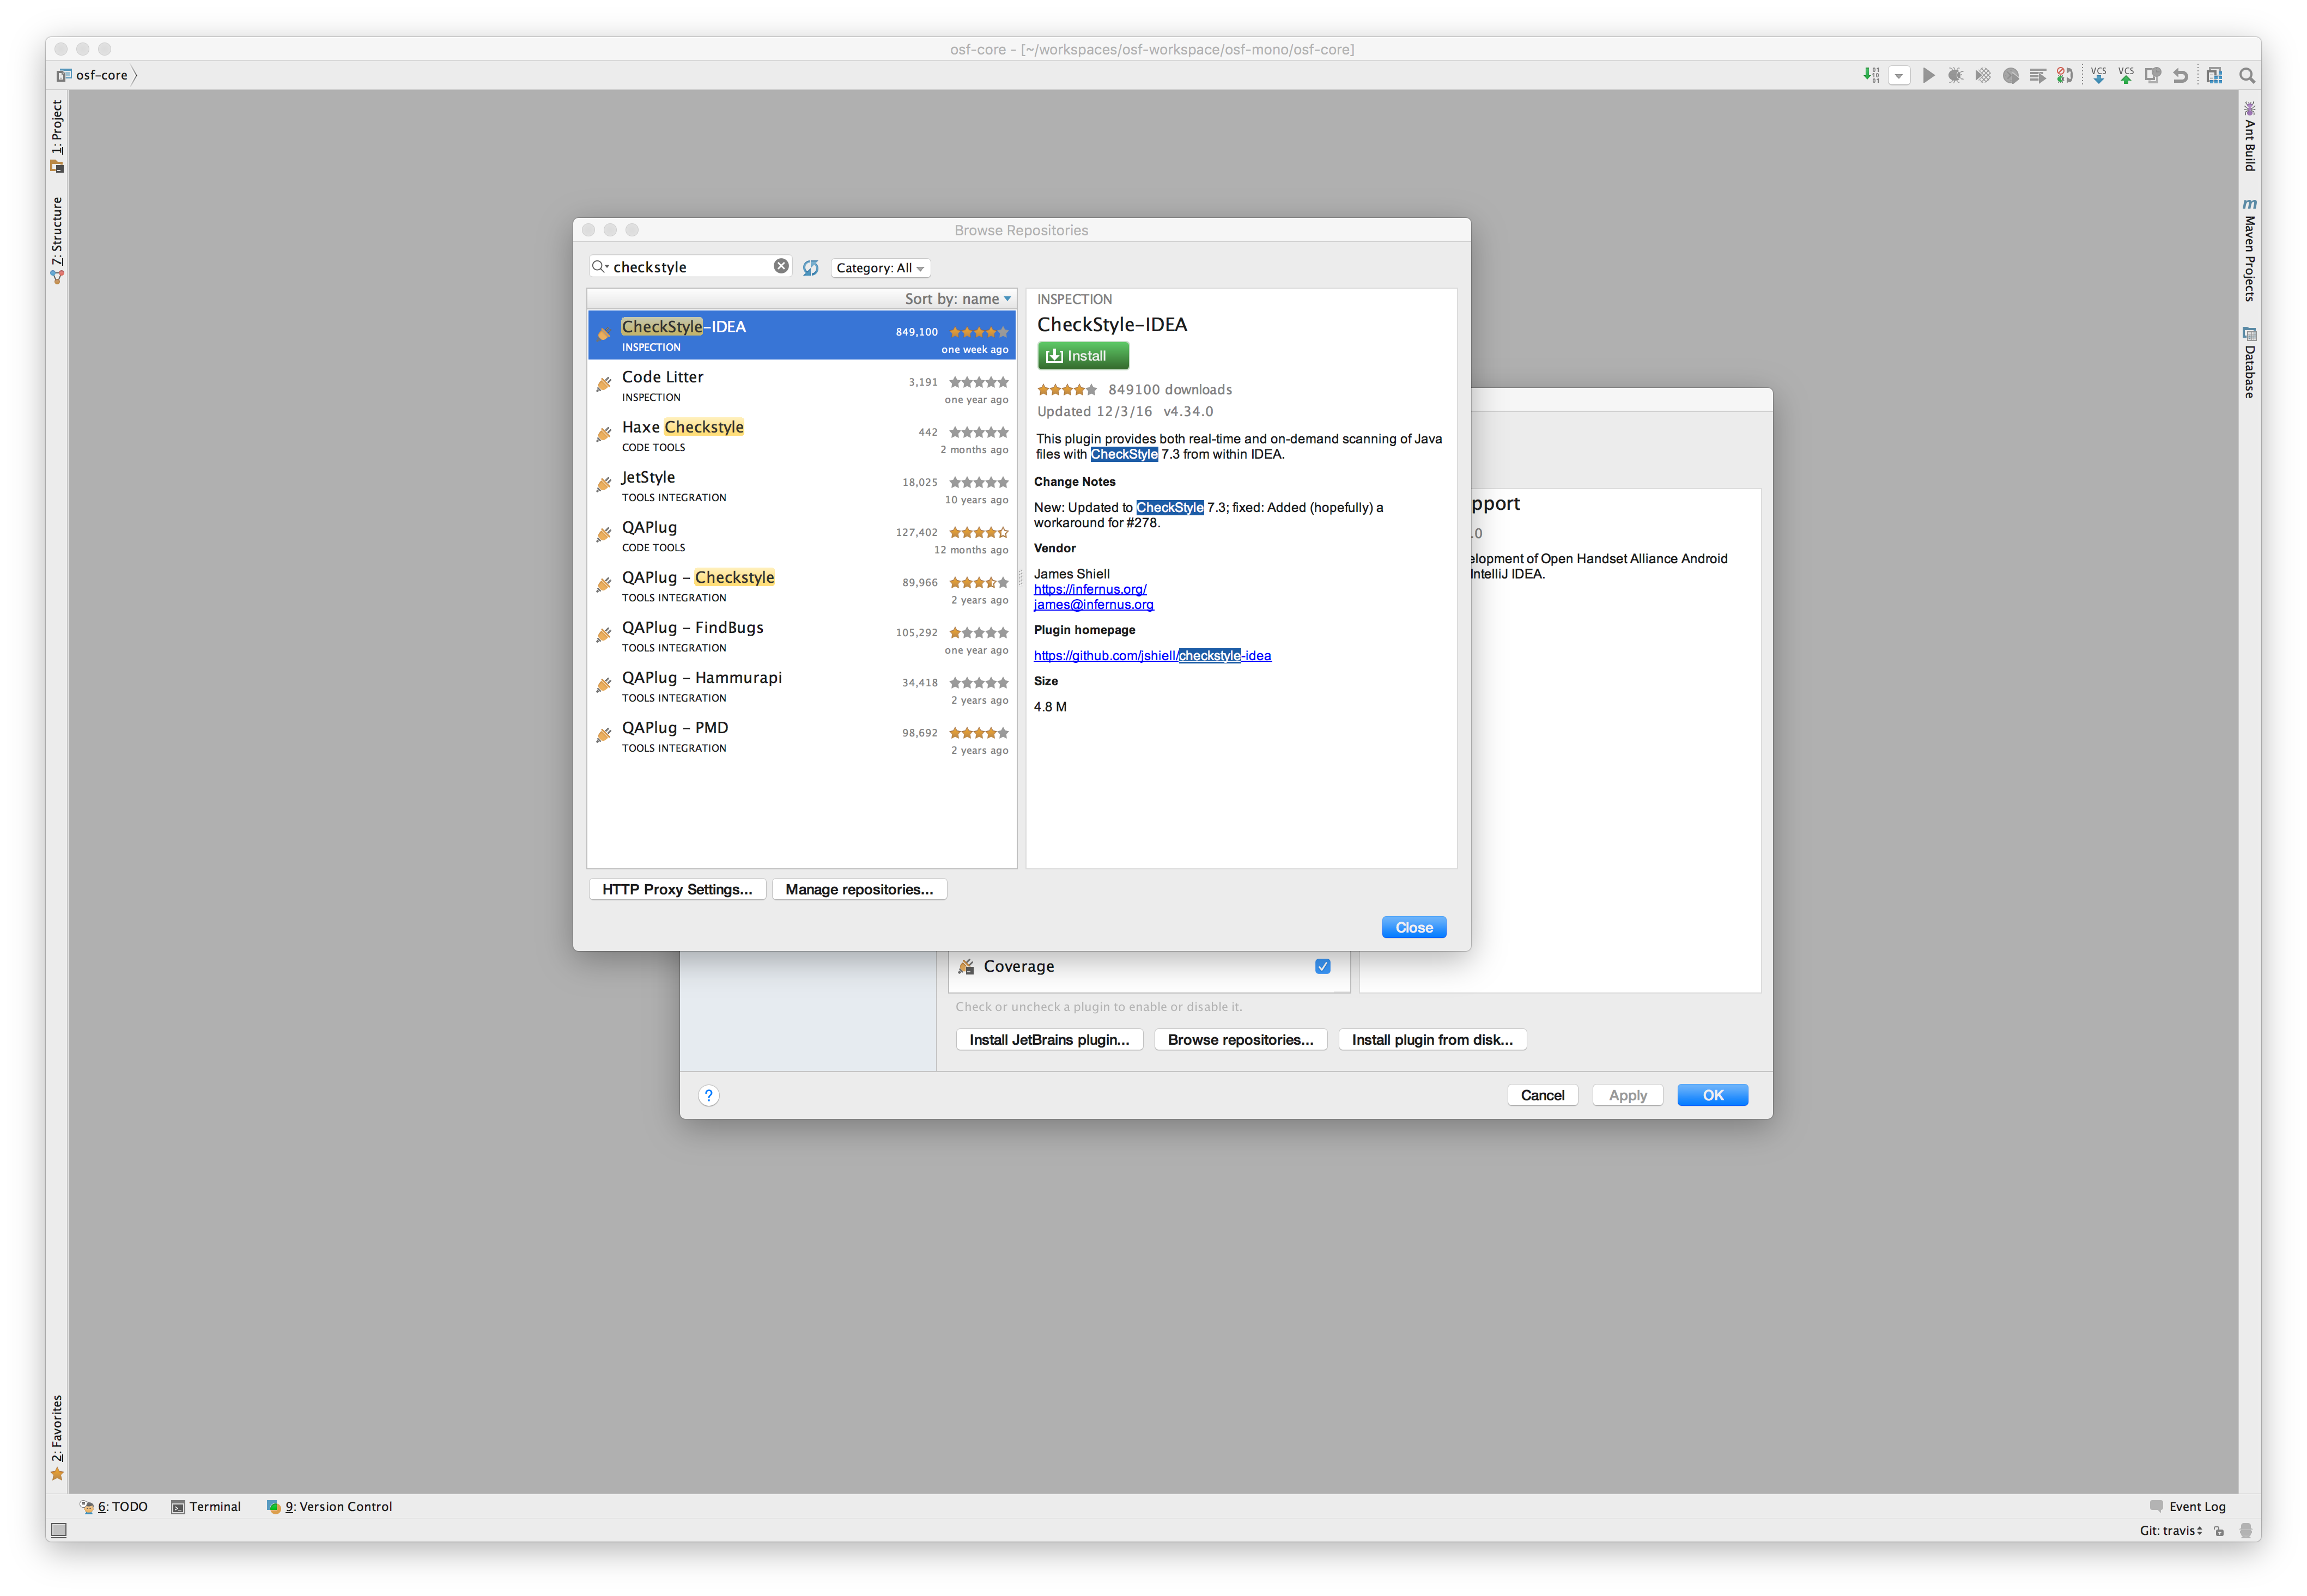 osf-core - [~/workspaces/osf-workspace/osf-mono/osf-core]
osf-core
VCS
VCS
1: Project
7: Structure
2: Favorites
Ant Build
Maven Projects
Database
Browse Repositories
checkstyle
Category: All
Sort by: name
CheckStyle-IDEA
849,100
INSPECTION
one week ago
Code Litter
3,191
INSPECTION
one year ago
Haxe Checkstyle
442
CODE TOOLS
2 months ago
JetStyle
18,025
TOOLS INTEGRATION
10 years ago
QAPlug
127,402
CODE TOOLS
12 months ago
QAPlug – Checkstyle
89,966
TOOLS INTEGRATION
2 years ago
QAPlug – FindBugs
105,292
TOOLS INTEGRATION
one year ago
QAPlug – Hammurapi
34,418
TOOLS INTEGRATION
2 years ago
QAPlug – PMD
98,692
TOOLS INTEGRATION
2 years ago
INSPECTION
CheckStyle-IDEA
Install
849100 downloads
Updated 12/3/16 v4.34.0
This plugin provides both real-time and on-demand scanning of Java
files with CheckStyle 7.3 from within IDEA.
Change Notes
New: Updated to CheckStyle 7.3; fixed: Added (hopefully) a
workaround for #278.
Vendor
James Shiell
https://infernus.org/
james@infernus.org
Plugin homepage
https://github.com/jshiell/checkstyle-idea
Size
4.8 M
HTTP Proxy Settings...
Manage repositories...
Close
pport
.0
elopment of Open Handset Alliance Android
IntelliJ IDEA.
Coverage
Check or uncheck a plugin to enable or disable it.
Install JetBrains plugin...
Browse repositories...
Install plugin from disk...
?
Cancel
Apply
OK
6: TODO
Terminal
9: Version Control
Event Log
Git: travis